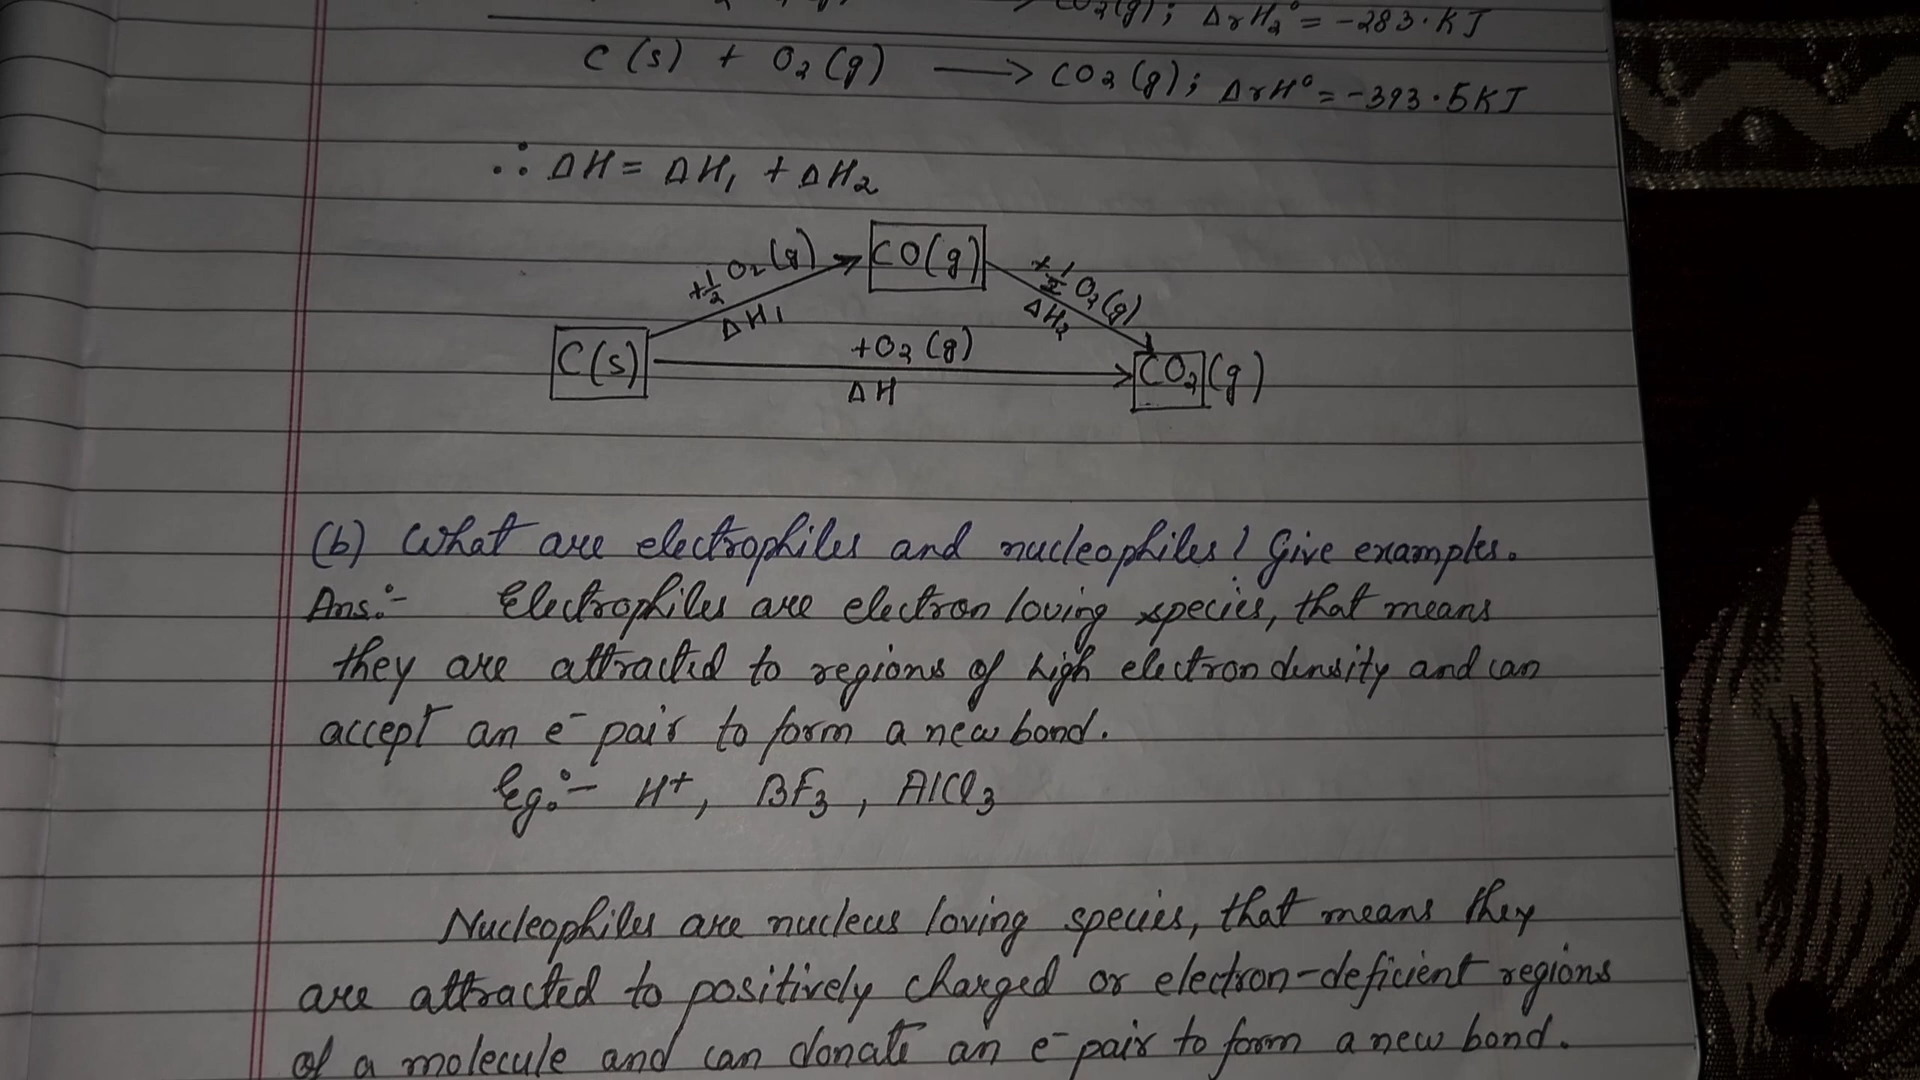 CO2(g); ΔrH2° = -283.KJ
C (s) + O2 (g) ⟶ CO2 (g); ΔrH° = -393.5KJ
∴ ΔH = ΔH1 + ΔH2
+1/2 O2 (g) CO(g) +1/2 O2(g)
ΔH1 ΔH2
C(s) +O2 (g) CO2(g)
ΔH
(b) What are electrophiles and nucleophiles? Give examples.
Ans:- Electrophiles are electron loving species, that means
they are attracted to regions of high electron density and can
accept an e⁻ pair to form a new bond.
Eg:- H+, BF3, AlCl3
Nucleophiles are nucleus loving species, that means they
are attracted to positively charged or electron-deficient regions
of a molecule and can donate an e⁻ pair to form a new bond.